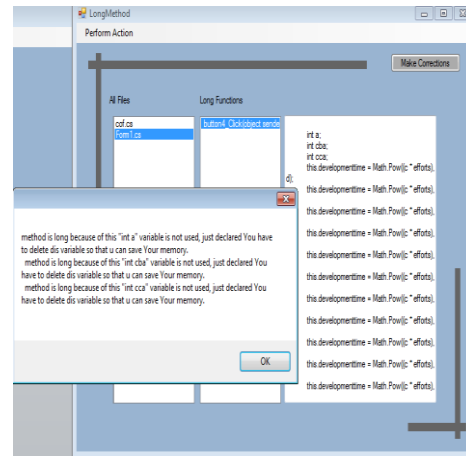 LongMethod
Perform Action
Make Corrections
All Files
Long Functions
cof.cs
Form1.cs
button4_Click(object sende
int a;
int cba;
int cca;
this.developmenttime = Math.Pow((c * efforts),
d);
this.developmenttime = Math.Pow((c * efforts),
this.developmenttime = Math.Pow((c * efforts),
this.developmenttime = Math.Pow((c * efforts),
this.developmenttime = Math.Pow((c * efforts),
this.developmenttime = Math.Pow((c * efforts),
this.developmenttime = Math.Pow((c * efforts),
this.developmenttime = Math.Pow((c * efforts),
this.developmenttime = Math.Pow((c * efforts),
this.developmenttime = Math.Pow((c * efforts),
this.developmenttime = Math.Pow((c * efforts),
method is long because of this "int a" variable is not used, just declared You have
to delete dis variable so that u can save Your memory.
method is long because of this "int cba" variable is not used, just declared You
have to delete dis variable so that u can save Your memory.
method is long because of this "int cca" variable is not used, just declared You
have to delete dis variable so that u can save Your memory.
OK